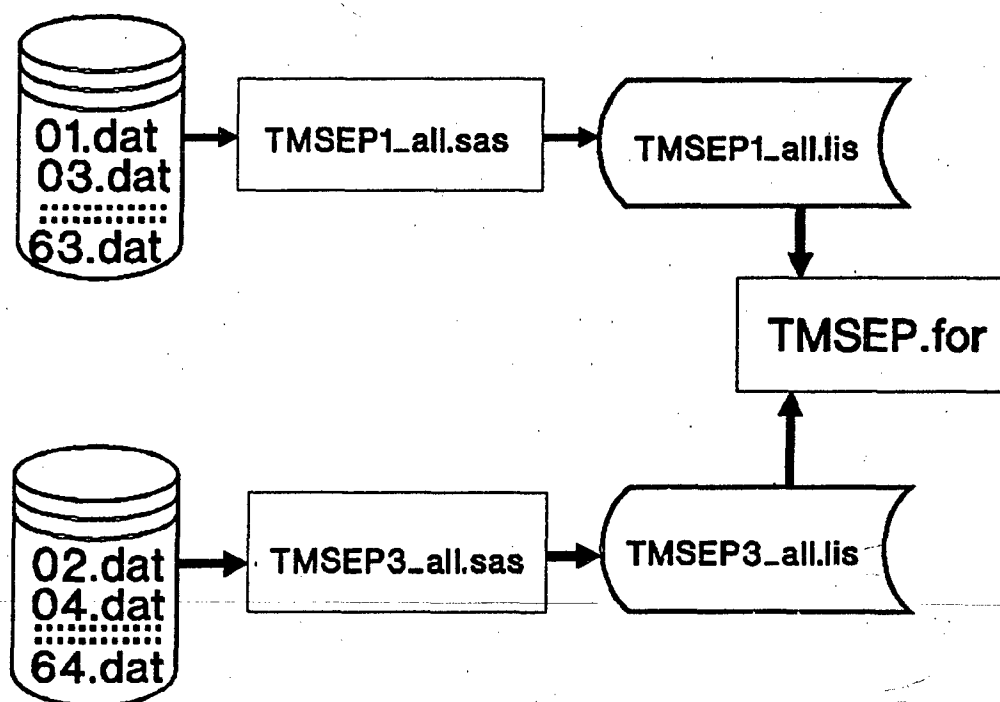 01.dat
03.dat
63.dat
TMSEP1_all.sas
TMSEP1_all.lis
TMSEP.for
02.dat
04.dat
64.dat
TMSEP3_all.sas
TMSEP3_all.lis